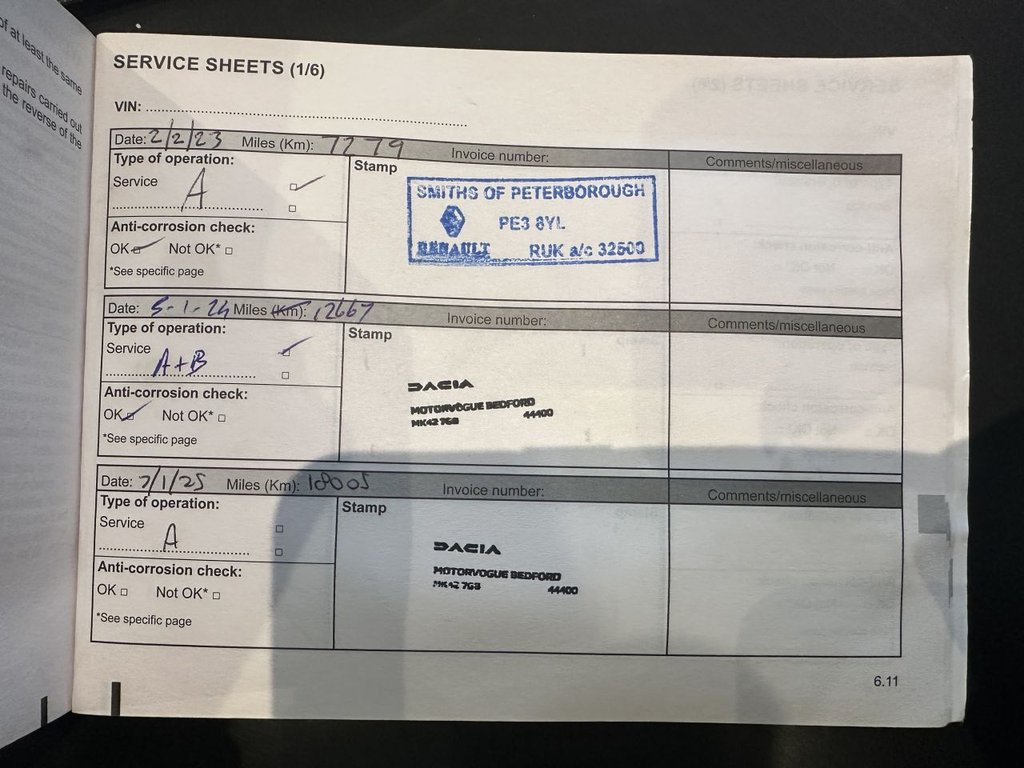 of at least the same
repairs carried out
the reverse of the
SERVICE SHEETS (1/6)
VIN:
Date: 2/2/23 Miles (Km): 7279 Invoice number: Comments/miscellaneous
Type of operation:
Stamp
Service A
SMITHS OF PETERBOROUGH
PE3 8YL
RENAULT RUK a/c 32500
Anti-corrosion check:
OK Not OK*
*See specific page
Date: 5-1-24 Miles (Km): 12667 Invoice number: Comments/miscellaneous
Type of operation:
Stamp
Service A+B
DACIA
MOTORVOGUE BEDFORD
MK42 7GB 44400
Anti-corrosion check:
OK Not OK*
*See specific page
Date: 7/1/25 Miles (Km): 18005 Invoice number: Comments/miscellaneous
Type of operation:
Stamp
Service A
DACIA
MOTORVOGUE BEDFORD
MK42 7GB 44400
Anti-corrosion check:
OK Not OK*
*See specific page
6.11